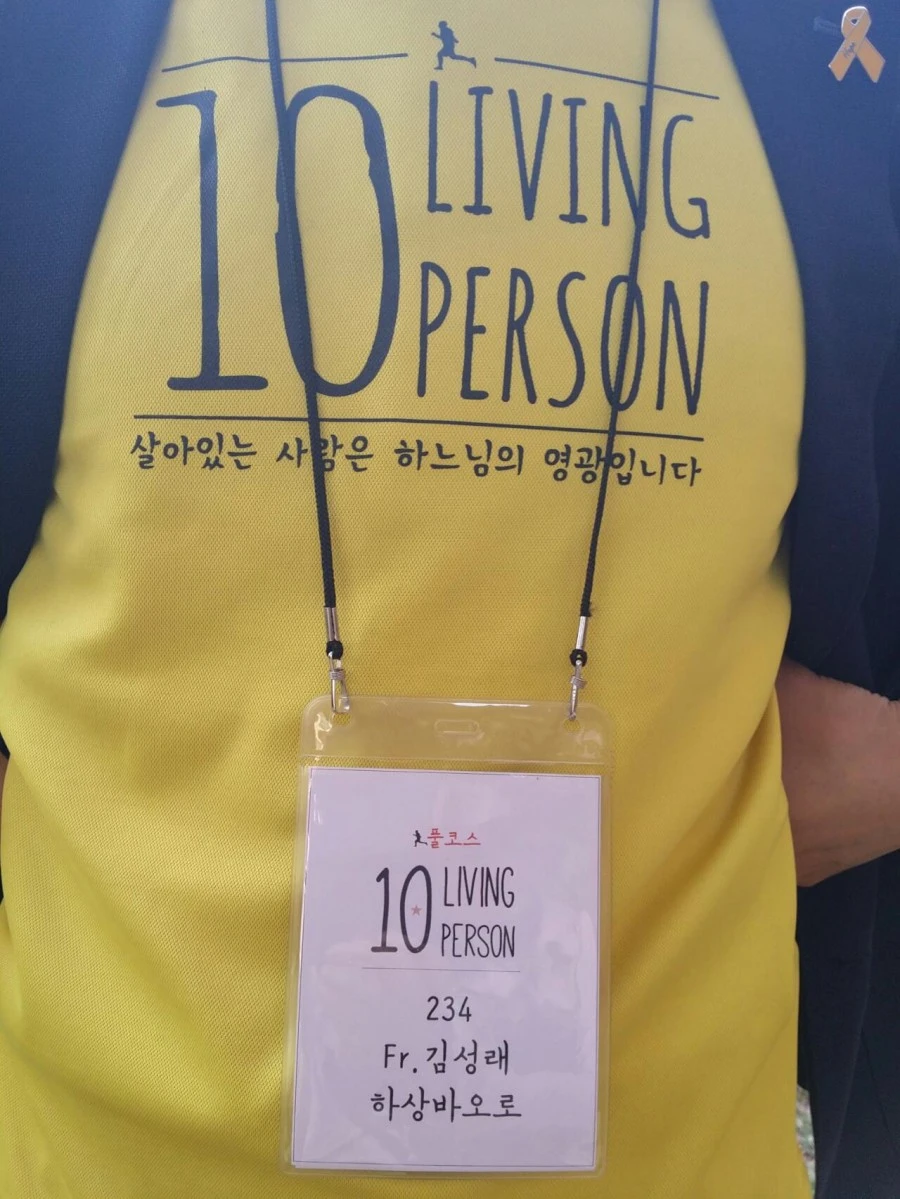 10 LIVING
PERSON
살아있는 사람은 하느님의 영광입니다
풀코스
10 LIVING
PERSON
234
Fr. 김성래
하상바오로